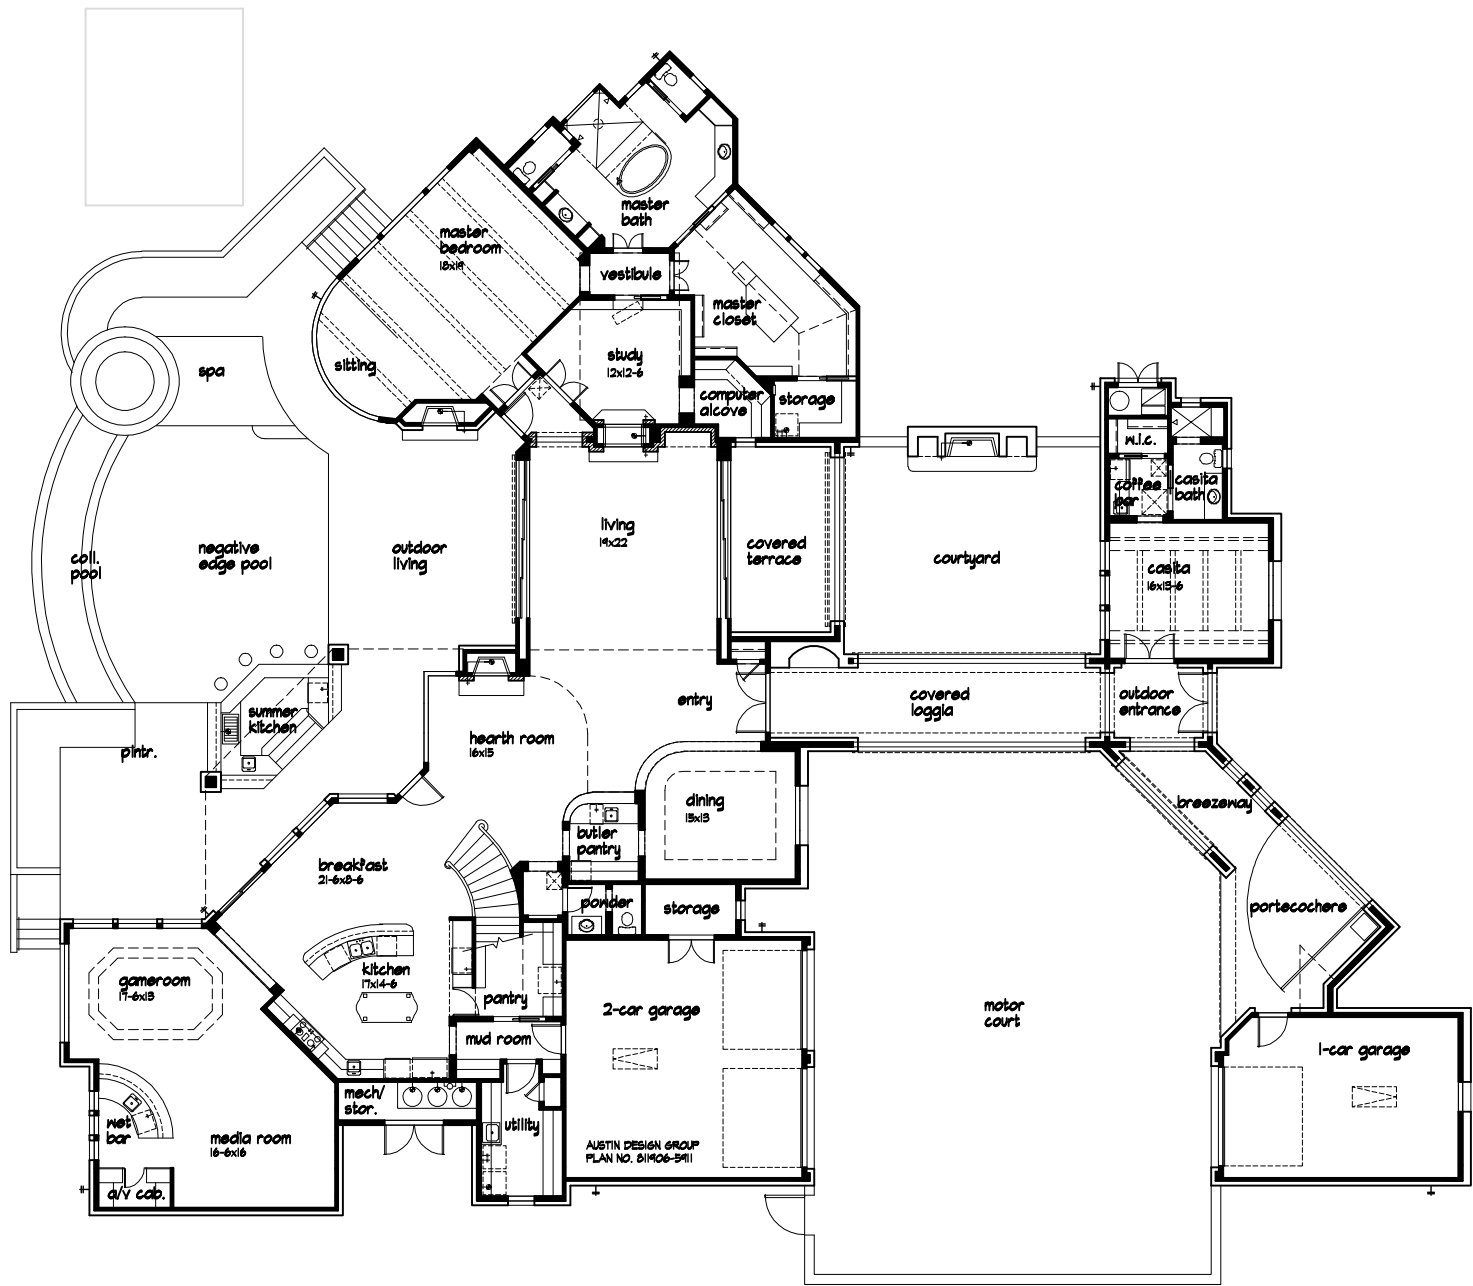 master
bath
master
bedroom
18x19
vestibule
master
closet
study
12x12-6
sitting
spa
computer
alcove
storage
w.i.c.
coffee
bar
casita
bath
living
19x22
negative
edge pool
coll.
pool
outdoor
living
covered
terrace
courtyard
casita
16x13-6
entry
covered
loggia
outdoor
entrance
summer
kitchen
plntr.
hearth room
16x15
dining
13x13
breezeway
butler
pantry
breakfast
21-6x8-6
powder
storage
portecochere
kitchen
17x14-6
gameroom
17-6x13
pantry
2-car garage
motor
court
mud room
1-car garage
mech/
stor.
utility
wet
bar
media room
16-6x16
AUSTIN DESIGN GROUP
PLAN NO. 811906-5911
a/v cab.